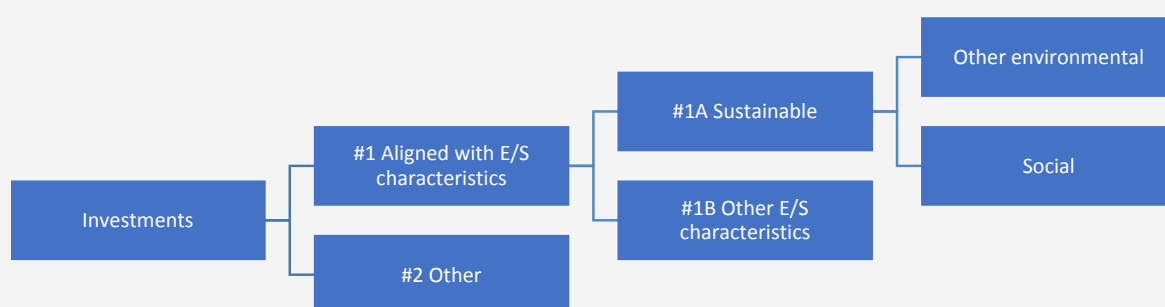 Investments
#1 Aligned with E/S
characteristics
#2 Other
#1A Sustainable
#1B Other E/S
characteristics
Other environmental
Social